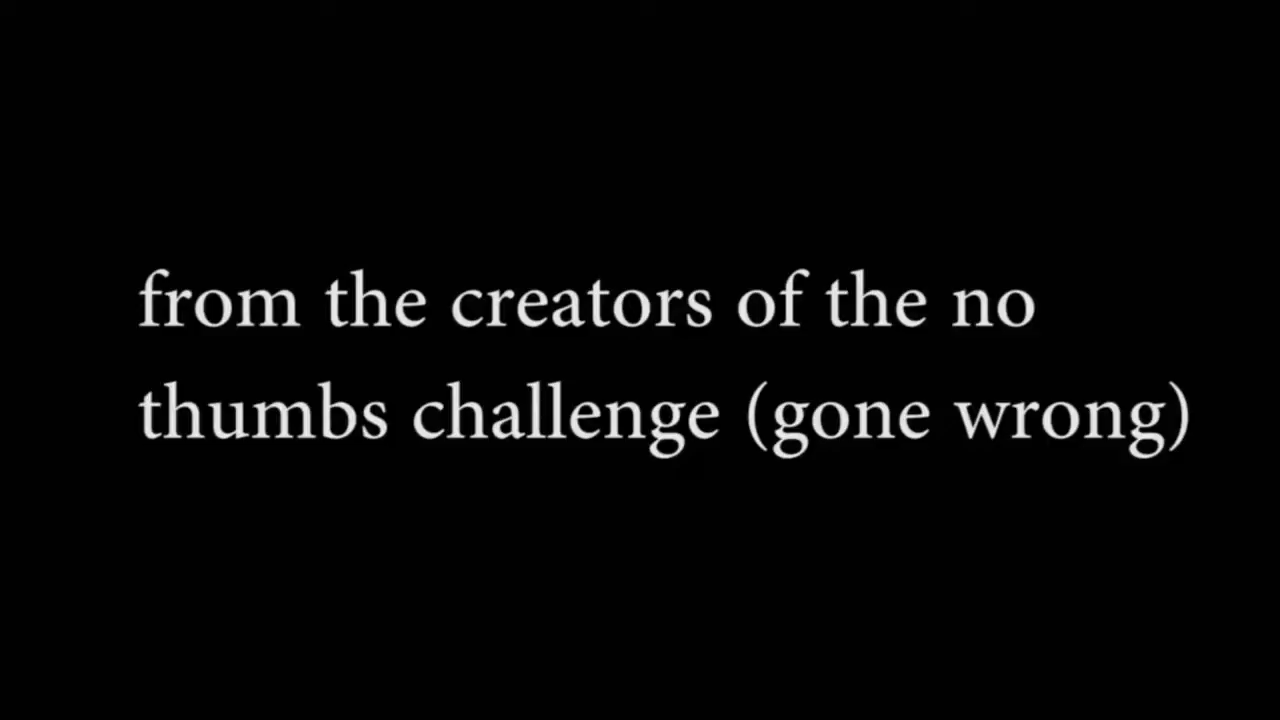 from the creators of the no
thumbs challenge (gone wrong)